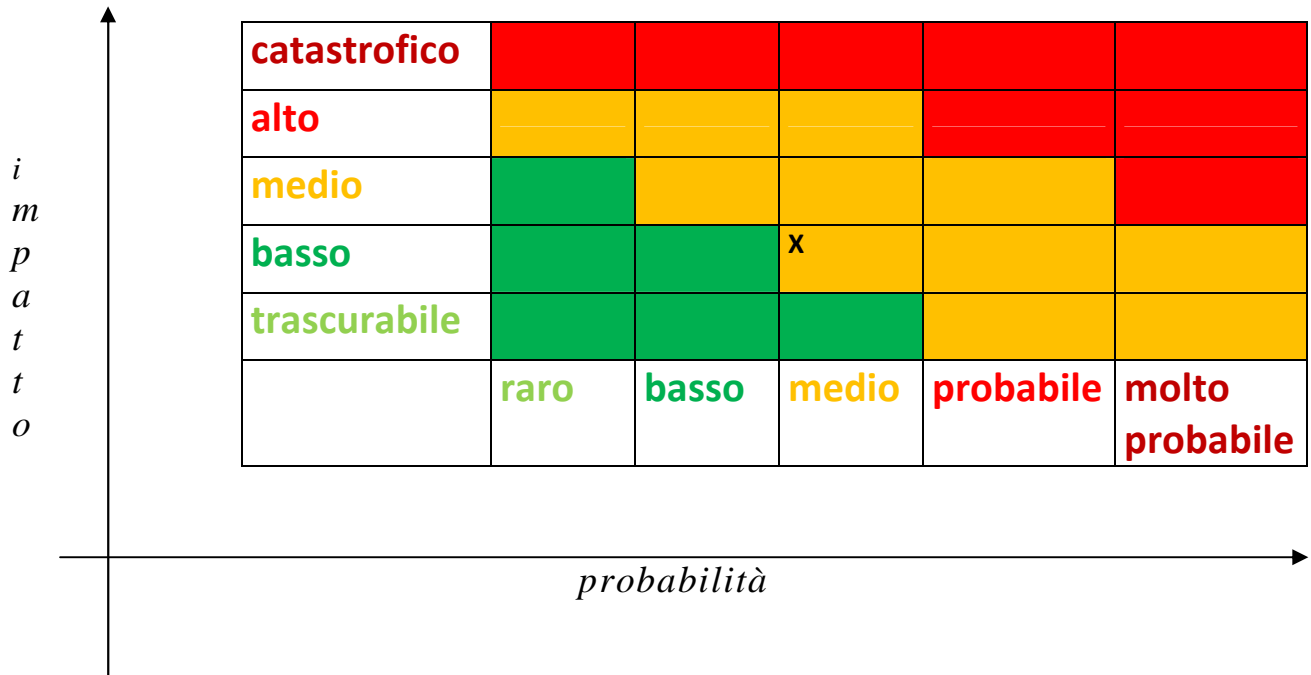 catastrofico
alto
medio
basso X
trascurabile
raro basso medio probabile molto
probabile
i
m
p
a
t
t
o
probabilità